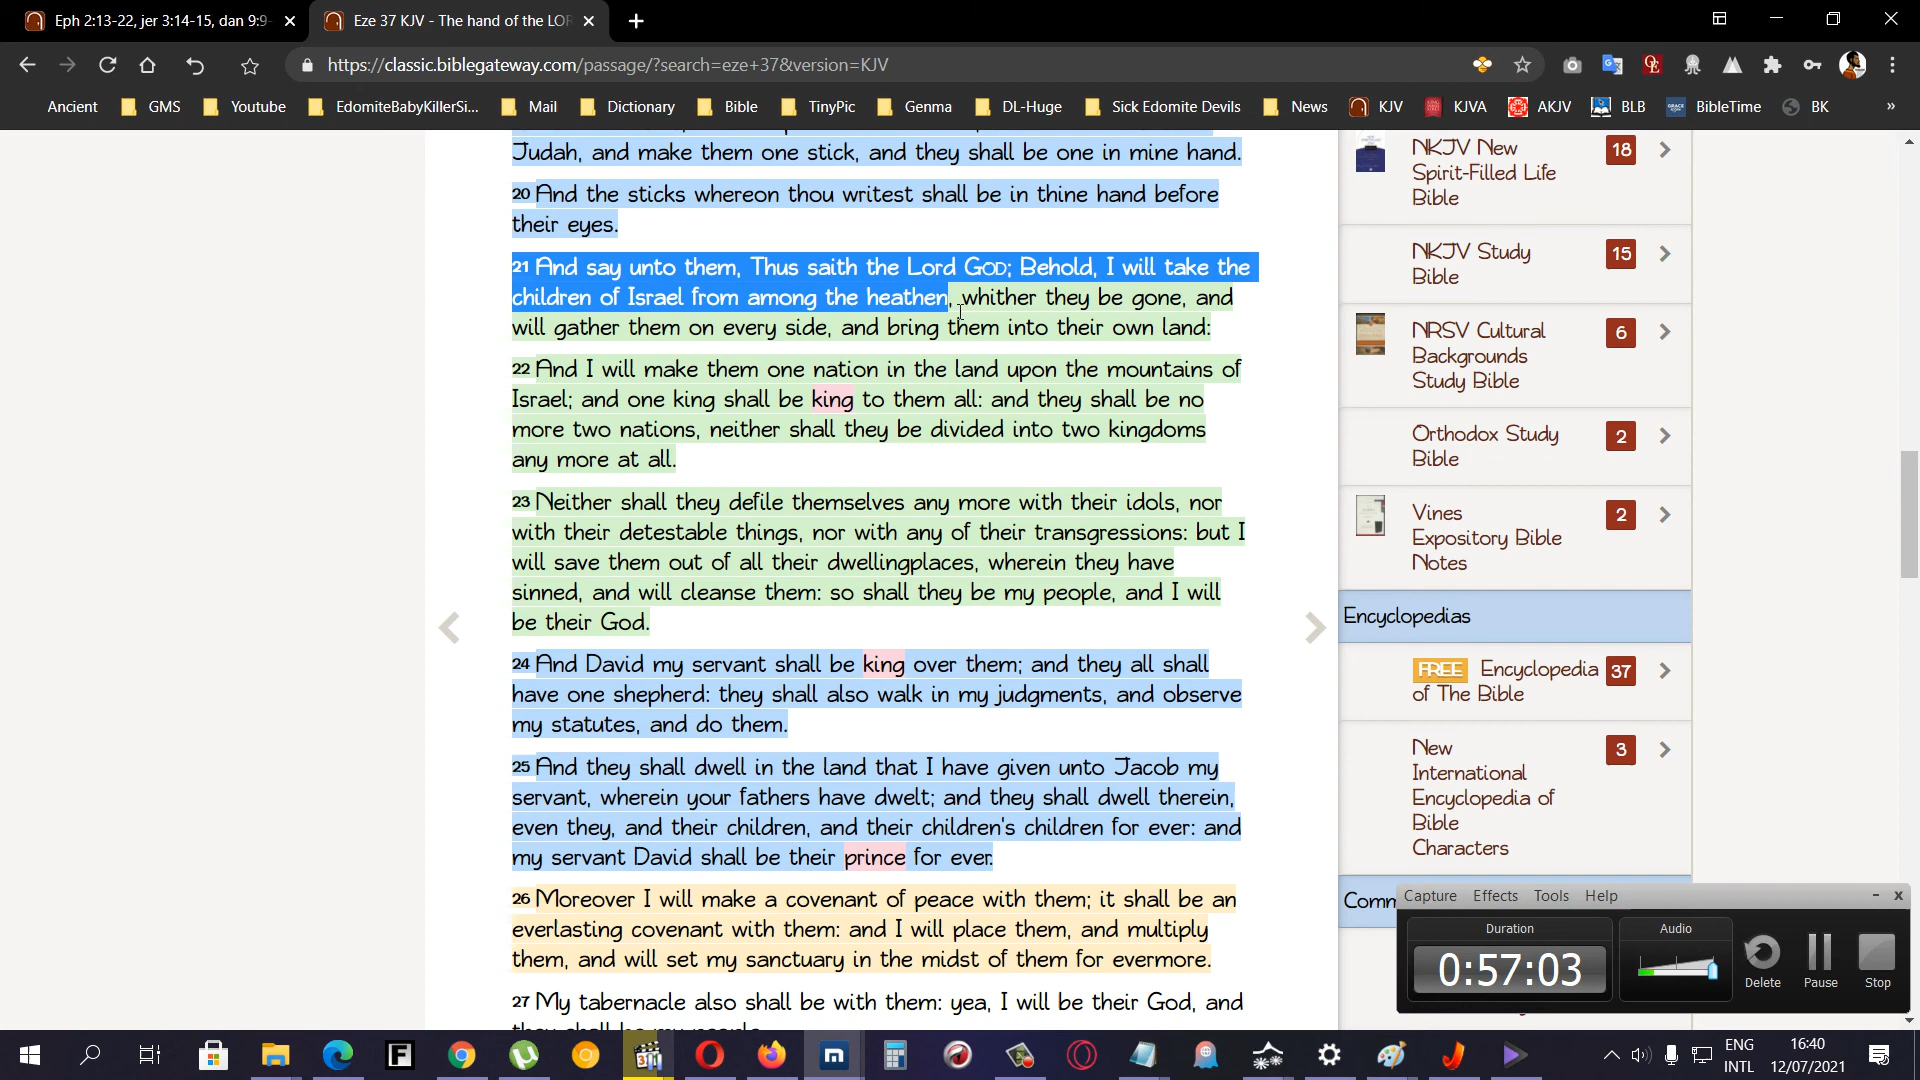 Eph 2:13-22, jer 3:14-15, dan 9:9-
Eze 37 KJV - The hand of the LOR
https://classic.biblegateway.com/passage/?search=eze+37&version=KJV
Ancient GMS Youtube EdomiteBabyKillerSi... Mail Dictionary Bible TinyPic Genma DL-Huge Sick Edomite Devils News KJV KJVA AKJV BLB BibleTime BK »
Judah, and make them one stick, and they shall be one in mine hand.
20 And the sticks whereon thou writest shall be in thine hand before
their eyes.
21 And say unto them, Thus saith the Lord GOD; Behold, I will take the
children of Israel from among the heathen, whither they be gone, and
will gather them on every side, and bring them into their own land:
22 And I will make them one nation in the land upon the mountains of
Israel; and one king shall be king to them all: and they shall be no
more two nations, neither shall they be divided into two kingdoms
any more at all.
23 Neither shall they defile themselves any more with their idols, nor
with their detestable things, nor with any of their transgressions: but I
will save them out of all their dwellingplaces, wherein they have
sinned, and will cleanse them: so shall they be my people, and I will
be their God.
24 And David my servant shall be king over them; and they all shall
have one shepherd: they shall also walk in my judgments, and observe
my statutes, and do them.
25 And they shall dwell in the land that I have given unto Jacob my
servant, wherein your fathers have dwelt; and they shall dwell therein,
even they, and their children, and their children's children for ever: and
my servant David shall be their prince for ever.
26 Moreover I will make a covenant of peace with them; it shall be an
everlasting covenant with them: and I will place them, and multiply
them, and will set my sanctuary in the midst of them for evermore.
27 My tabernacle also shall be with them: yea, I will be their God, and
they shall be my people.
NKJV New 18
Spirit-Filled Life
Bible
NKJV Study 15
Bible
NRSV Cultural 6
Backgrounds
Study Bible
Orthodox Study 2
Bible
Vines 2
Expository Bible
Notes
Encyclopedias
FREE Encyclopedia 37
of The Bible
New 3
International
Encyclopedia of
Bible
Characters
Comm
Capture Effects Tools Help
Duration
0:57:03
Audio
Delete Pause Stop
ENG
INTL
16:40
12/07/2021